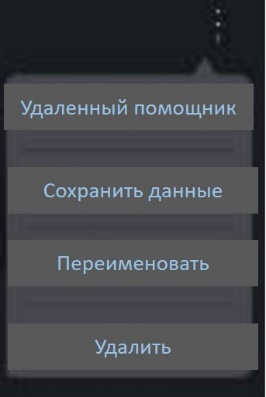 Удаленный помощник
Сохранить данные
Переименовать
Удалить